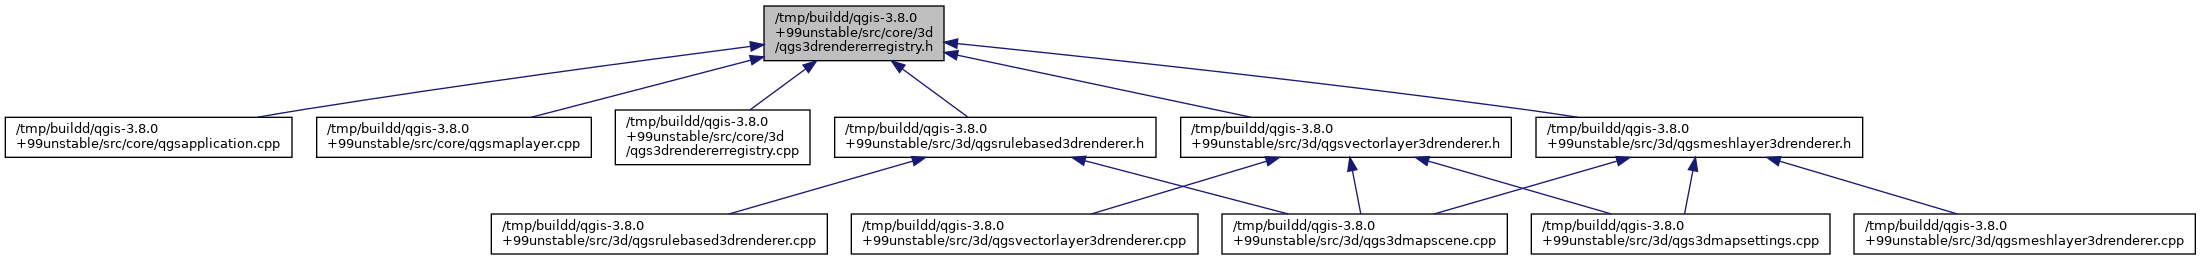 /tmp/buildd/qgis-3.8.0
+99unstable/src/core/3d
/qgs3drendererregistry.h
/tmp/buildd/qgis-3.8.0
+99unstable/src/core/qgsapplication.cpp
/tmp/buildd/qgis-3.8.0
+99unstable/src/core/qgsmaplayer.cpp
/tmp/buildd/qgis-3.8.0
+99unstable/src/core/3d
/qgs3drendererregistry.cpp
/tmp/buildd/qgis-3.8.0
+99unstable/src/3d/qgsrulebased3drenderer.h
/tmp/buildd/qgis-3.8.0
+99unstable/src/3d/qgsvectorlayer3drenderer.h
/tmp/buildd/qgis-3.8.0
+99unstable/src/3d/qgsmeshlayer3drenderer.h
/tmp/buildd/qgis-3.8.0
+99unstable/src/3d/qgsrulebased3drenderer.cpp
/tmp/buildd/qgis-3.8.0
+99unstable/src/3d/qgsvectorlayer3drenderer.cpp
/tmp/buildd/qgis-3.8.0
+99unstable/src/3d/qgs3dmapscene.cpp
/tmp/buildd/qgis-3.8.0
+99unstable/src/3d/qgs3dmapsettings.cpp
/tmp/buildd/qgis-3.8.0
+99unstable/src/3d/qgsmeshlayer3drenderer.cpp